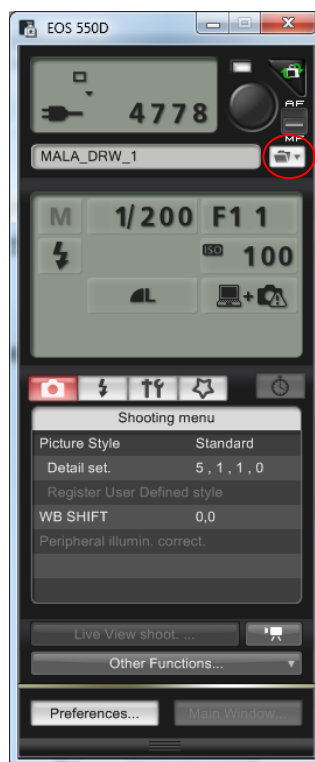 EOS 550D
4778
AF
MF
MALA_DRW_1
M 1/200 F1 1
ISO 100
L
+
Shooting menu
Picture Style Standard
Detail set. 5 , 1 , 1 , 0
Register User Defined style
WB SHIFT 0,0
Peripheral illumin. correct.
Live View shoot. ...
Other Functions...
Preferences... Main Window...